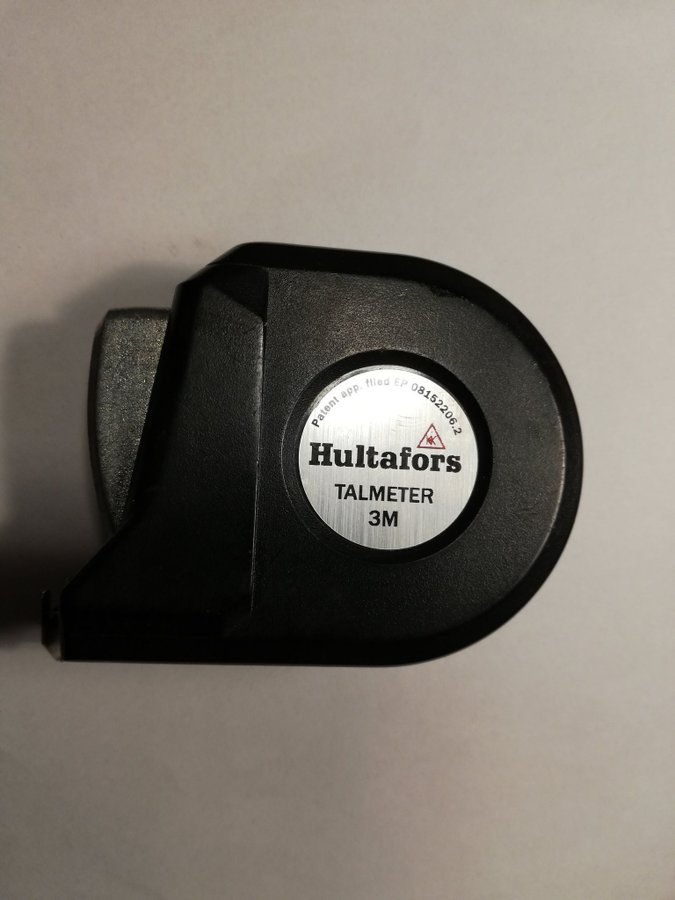 Patent app. filed EP 08152206.2
Hultafors
TALMETER
3M